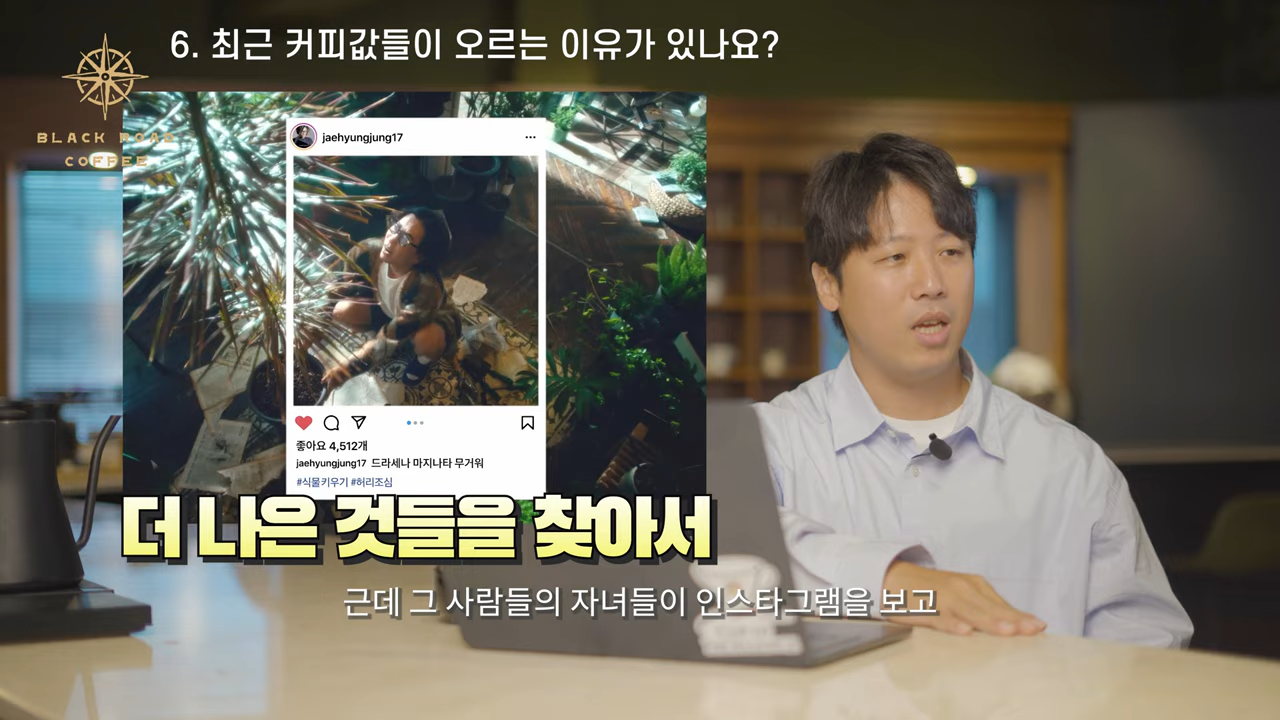 6. 최근 커피값들이 오르는 이유가 있나요?
BLACK ROAD
COFFEE
jaehyungjung17
좋아요 4,512개
jaehyungjung17 드라세나 마지나타 무거워
#식물키우기 #허리조심
더 나은 것들을 찾아서
근데 그 사람들의 자녀들이 인스타그램을 보고